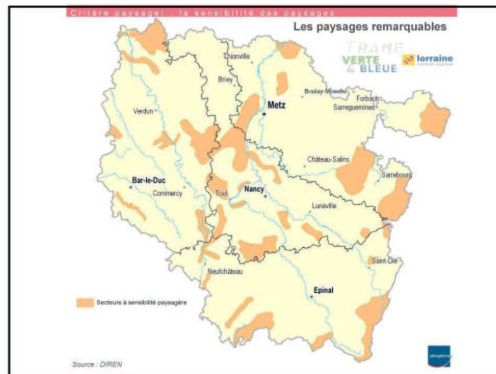 Critère paysager : la sensibilité des paysages
Les paysages remarquables
TRAME
VERTE
& BLEUE
lorraine
Thionville
Briey
Boulay-Moselle
Forbach
Sarreguemines
Metz
Verdun
Château-Salins
Bar-le-Duc
Commercy
Toul
Nancy
Sarrebourg
Lunéville
Neufchâteau
Saint-Dié
Epinal
Secteurs à sensibilité paysagère
Source : DIREN